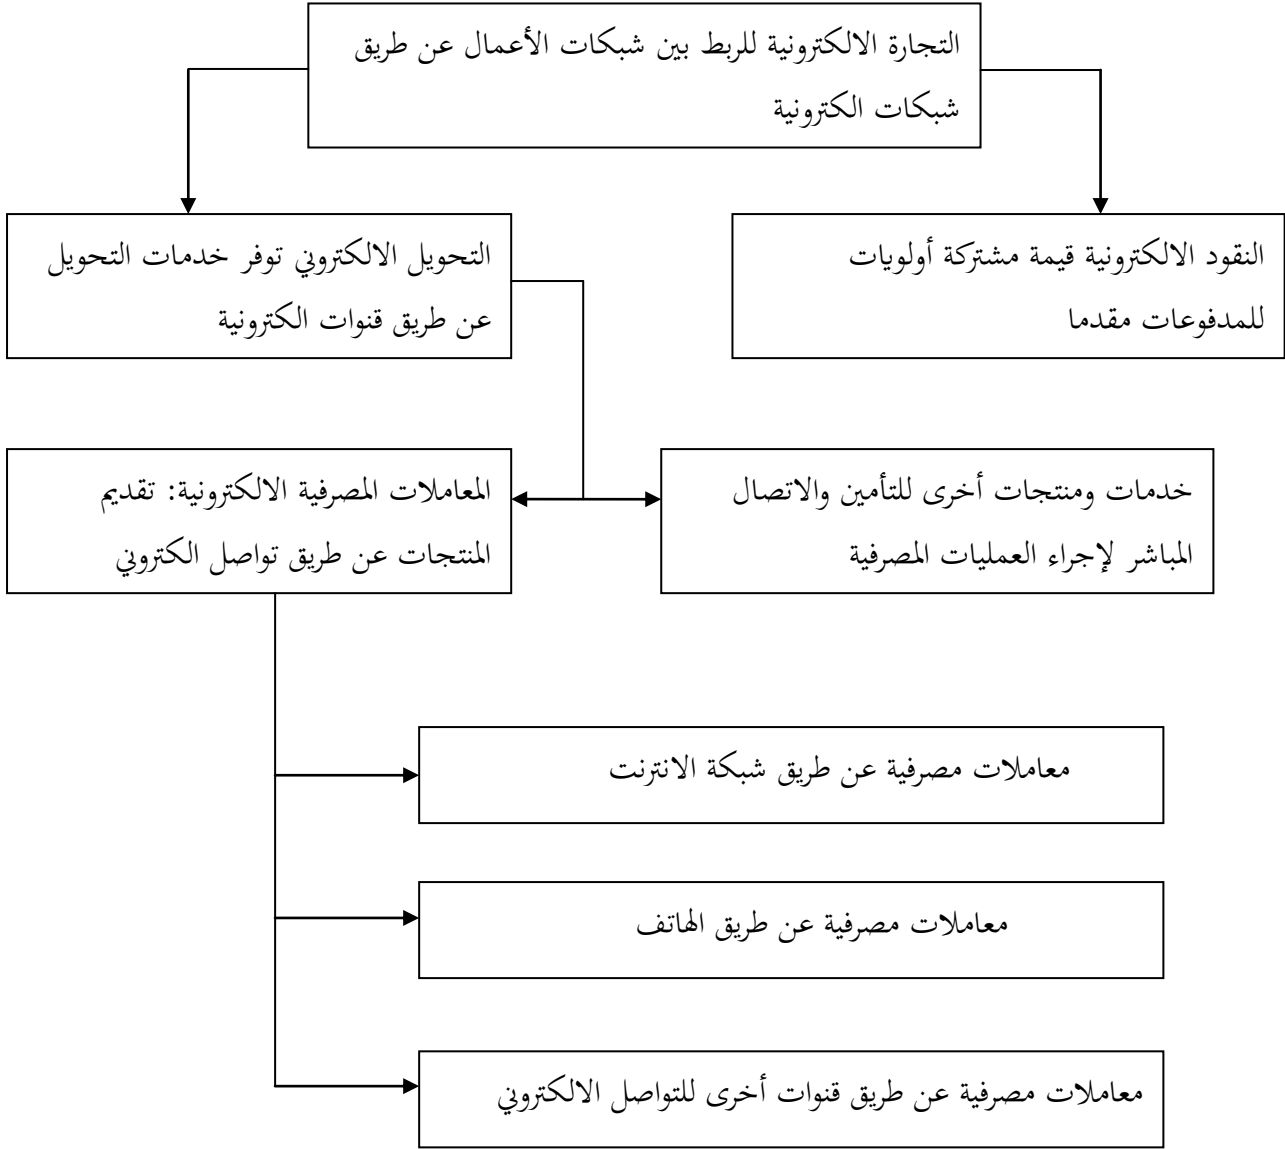 التجارة الالكترونية للربط بين شبكات الأعمال عن طريق
شبكات الكترونية
النقود الالكترونية قيمة مشتركة أولويات
للمدفوعات مقدما
التحويل الالكتروني توفر خدمات التحويل
عن طريق قنوات الكترونية
خدمات ومنتجات أخرى للتأمين والاتصال
المباشر لإجراء العمليات المصرفية
المعاملات المصرفية الالكترونية: تقديم
المنتجات عن طريق تواصل الكتروني
معاملات مصرفية عن طريق شبكة الانترنت
معاملات مصرفية عن طريق الهاتف
معاملات مصرفية عن طريق قنوات أخرى للتواصل الالكتروني